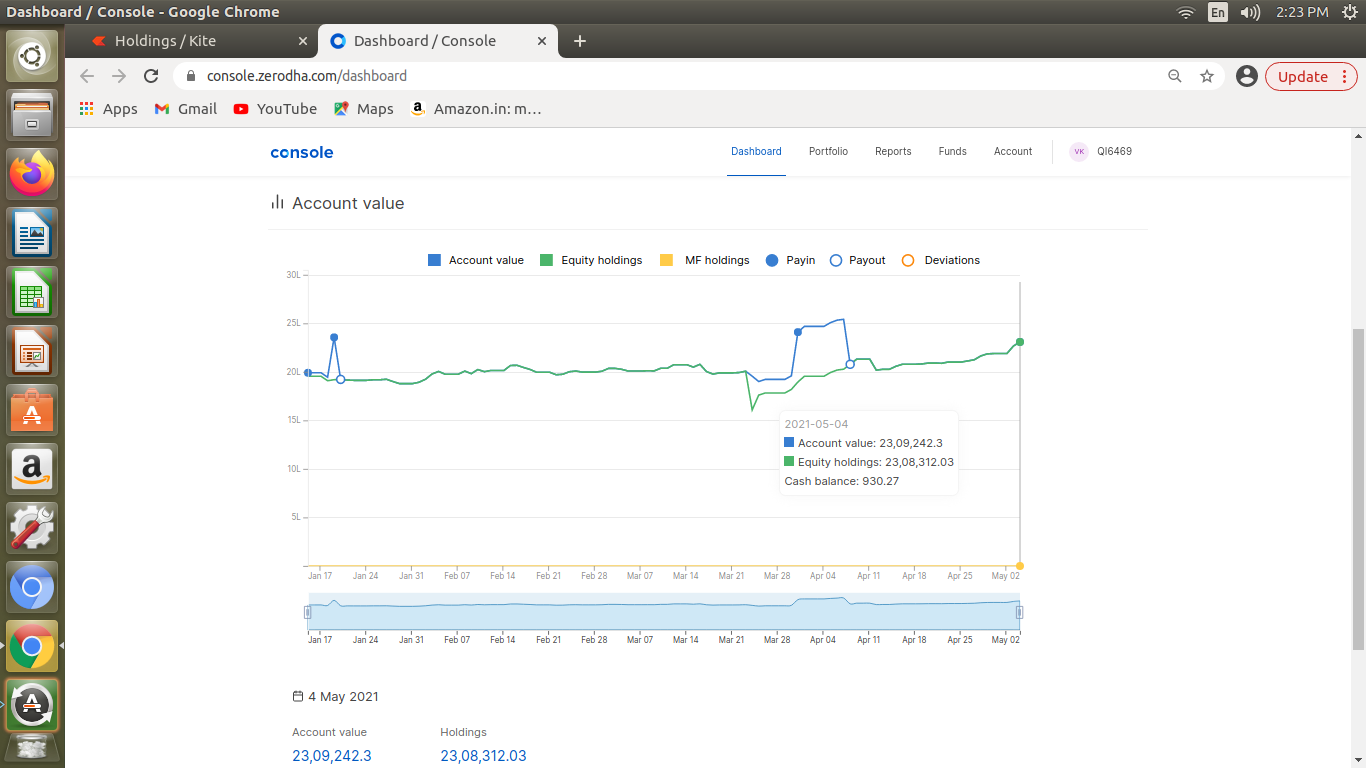 Dashboard / Console - Google Chrome
En
2:23 PM
Holdings / Kite
Dashboard / Console
console.zerodha.com/dashboard
Update
Apps
Gmail
YouTube
Maps
Amazon.in: m...
console
Dashboard
Portfolio
Reports
Funds
Account
VK
QI6469
Account value
Account value
Equity holdings
MF holdings
Payin
Payout
Deviations
30L
25L
20L
15L
10L
5L
2021-05-04
Account value: 23,09,242.3
Equity holdings: 23,08,312.03
Cash balance: 930.27
Jan 17 Jan 24 Jan 31 Feb 07 Feb 14 Feb 21 Feb 28 Mar 07 Mar 14 Mar 21 Mar 28 Apr 04 Apr 11 Apr 18 Apr 25 May 02
Jan 17 Jan 24 Jan 31 Feb 07 Feb 14 Feb 21 Feb 28 Mar 07 Mar 14 Mar 21 Mar 28 Apr 04 Apr 11 Apr 18 Apr 25 May 02
4 May 2021
Account value
Holdings
23,09,242.3
23,08,312.03